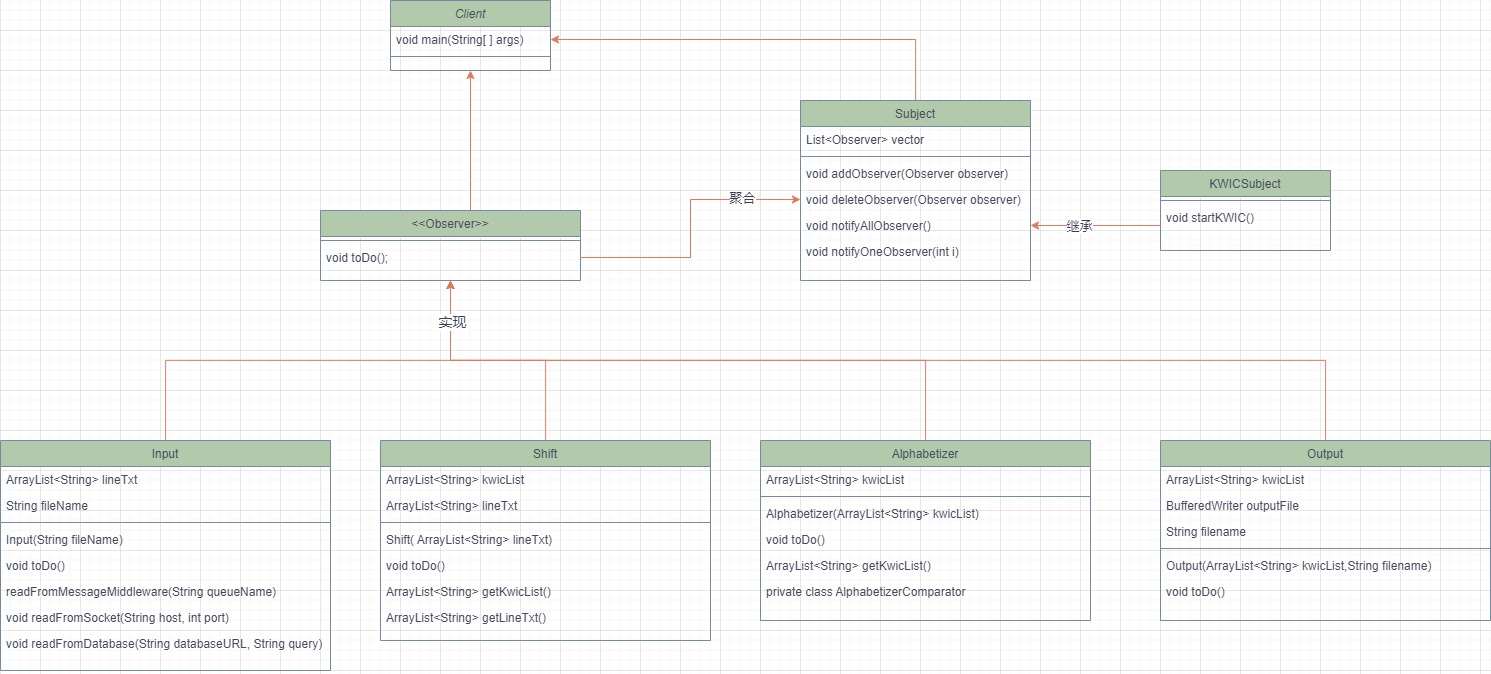 Client
void main(String[ ] args)
Subject
List<Observer> vector
void addObserver(Observer observer)
void deleteObserver(Observer observer)
void notifyAllObserver()
void notifyOneObserver(int i)
KWICSubject
void startKWIC()
继承
聚合
<<Observer>>
void toDo();
实现
Input
ArrayList<String> lineTxt
String fileName
Input(String fileName)
void toDo()
readFromMessageMiddleware(String queueName)
void readFromSocket(String host, int port)
void readFromDatabase(String databaseURL, String query)
Shift
ArrayList<String> kwicList
ArrayList<String> lineTxt
Shift( ArrayList<String> lineTxt)
void toDo()
ArrayList<String> getKwicList()
ArrayList<String> getLineTxt()
Alphabetizer
ArrayList<String> kwicList
Alphabetizer(ArrayList<String> kwicList)
void toDo()
ArrayList<String> getKwicList()
private class AlphabetizerComparator
Output
ArrayList<String> kwicList
BufferedWriter outputFile
String filename
Output(ArrayList<String> kwicList,String filename)
void toDo()